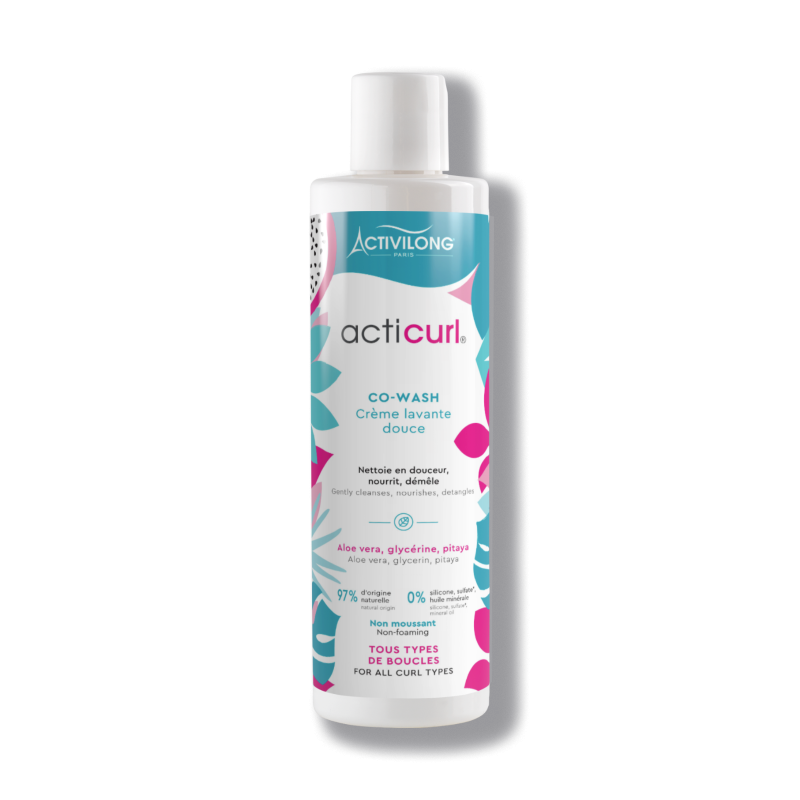 ACTIVILONG
PARIS
acticurl®
CO-WASH
Crème lavante
douce
Nettoie en douceur,
nourrit, démêle
Gently cleanses, nourishes, detangles
Aloe vera, glycérine, pitaya
Aloe vera, glycerin, pitaya
97% d'origine
naturelle
natural origin
0% silicone, sulfate*,
huile minérale
silicone, sulfate*,
mineral oil
Non moussant
Non-foaming
TOUS TYPES
DE BOUCLES
FOR ALL CURL TYPES